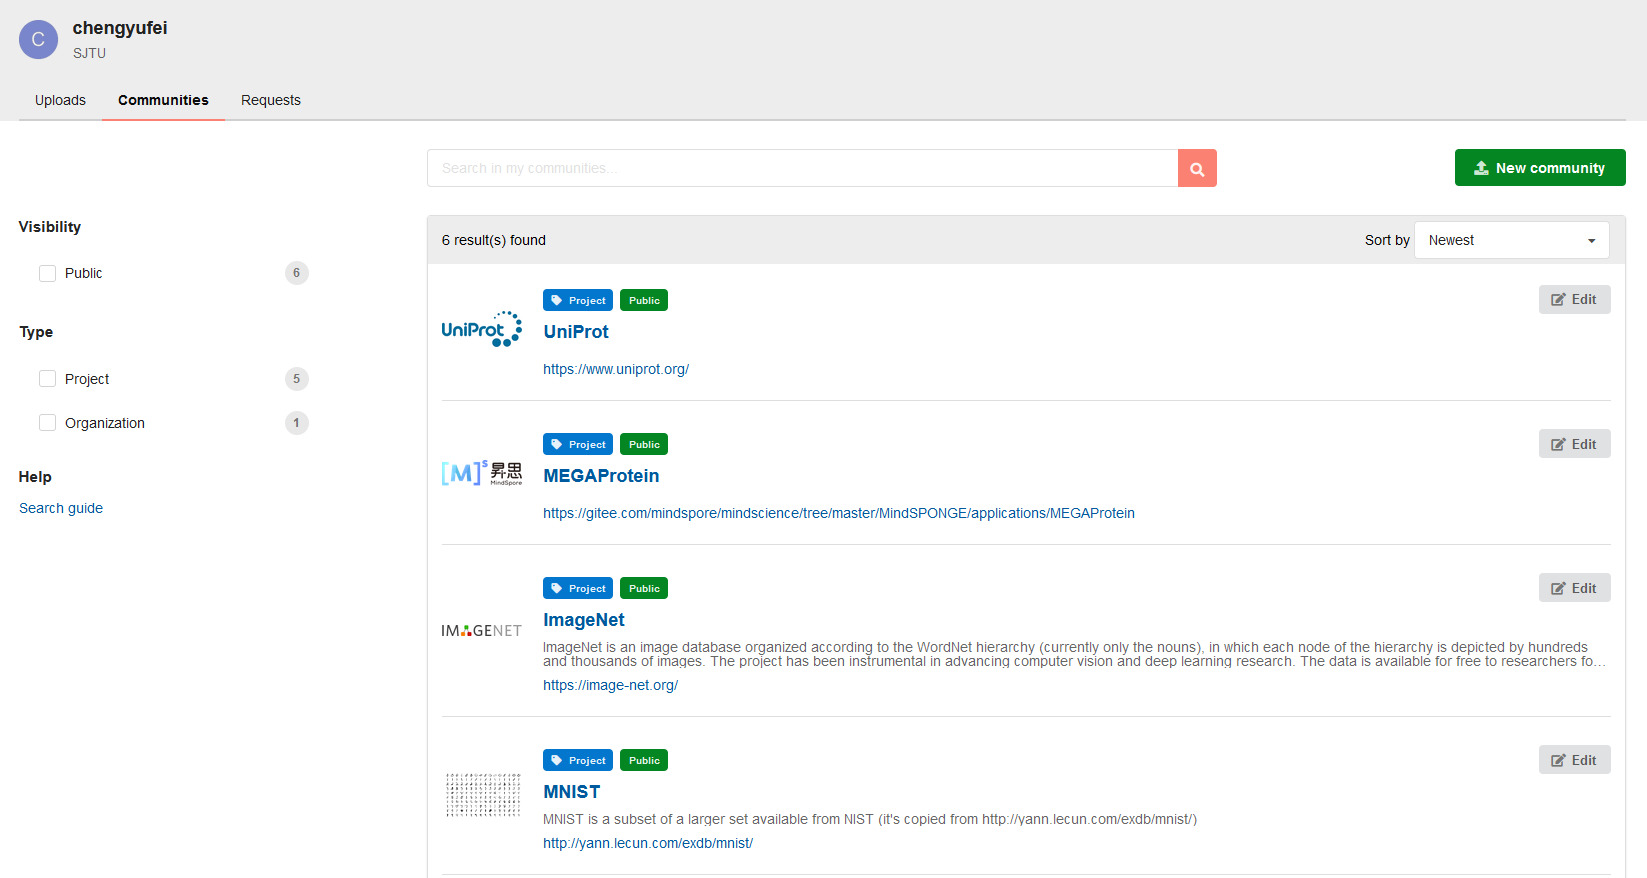 C
chengyufei
SJTU
Uploads Communities Requests
Search in my communities...
New community
Visibility
Public 6
Type
Project 5
Organization 1
Help
Search guide
6 result(s) found
Sort by Newest
UniProt
Project Public
Edit
UniProt
https://www.uniprot.org/
[M]s 昇思
MindSpore
Project Public
Edit
MEGAProtein
https://gitee.com/mindspore/mindscience/tree/master/MindSPONGE/applications/MEGAProtein
IMAGENET
Project Public
Edit
ImageNet
ImageNet is an image database organized according to the WordNet hierarchy (currently only the nouns), in which each node of the hierarchy is depicted by hundreds
and thousands of images. The project has been instrumental in advancing computer vision and deep learning research. The data is available for free to researchers fo...
https://image-net.org/
Project Public
Edit
MNIST
MNIST is a subset of a larger set available from NIST (it's copied from http://yann.lecun.com/exdb/mnist/)
http://yann.lecun.com/exdb/mnist/